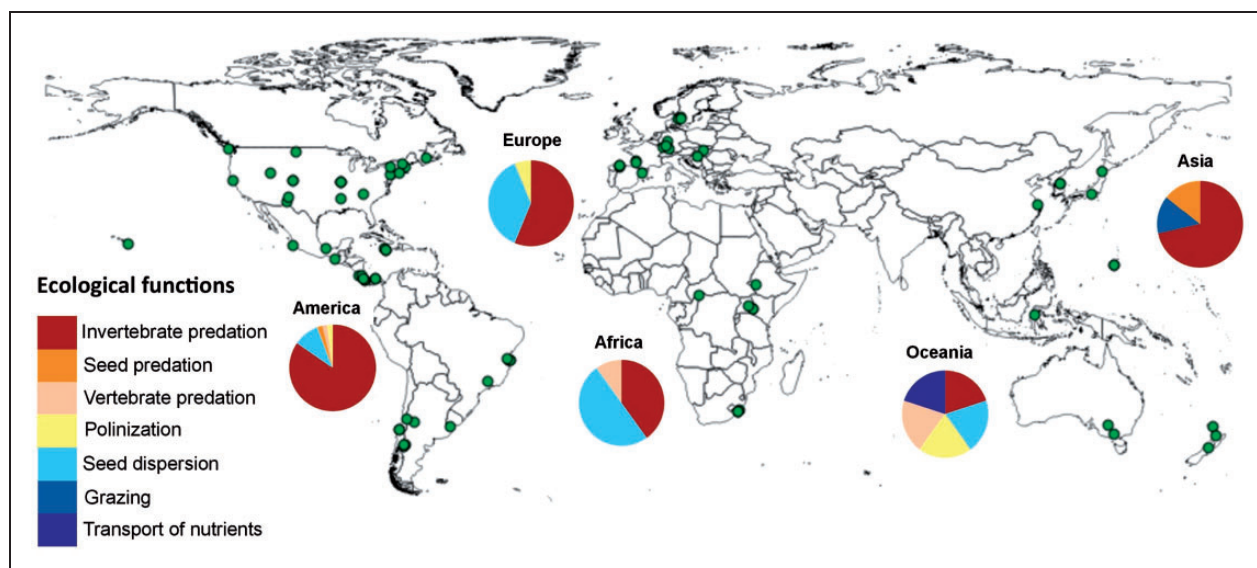 Europe
Asia
Ecological functions
Invertebrate predation
Seed predation
Vertebrate predation
Polinization
Seed dispersion
Grazing
Transport of nutrients
America
Africa
Oceania